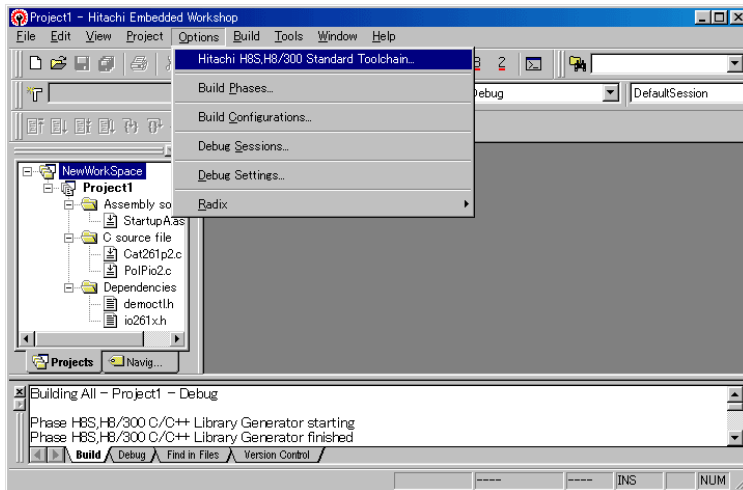 Project1 - Hitachi Embedded Workshop
File Edit View Project Options Build Tools Window Help
Hitachi H8S,H8/300 Standard Toolchain...
Build Phases...
Build Configurations...
Debug Sessions...
Debug Settings...
Radix
DefaultSession
NewWorkSpace
Project1
StartupA.as
C source file
Cat261p2.c
PolPio2.c
Dependencies
democtl.h
io261x.h
Projects
Navig...
Building All - Project1 - Debug
Phase H8S,H8/300 C/C++ Library Generator starting
Phase H8S,H8/300 C/C++ Library Generator finished
Build Debug Find in Files Version Control
---- ---- INS NUM